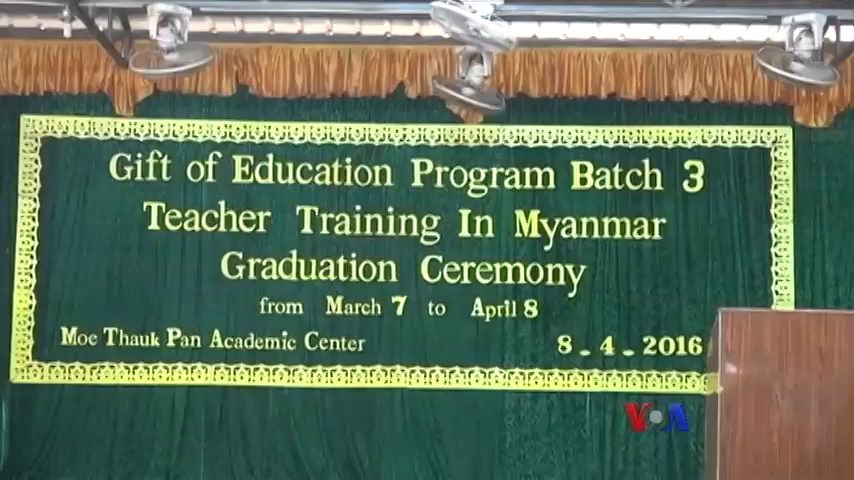 Gift of Education Program Batch 3
Teacher Training In Myanmar
Graduation Ceremony
from March 7 to April 8
Moe Thauk Pan Academic Center
8 . 4 . 2016
VOA